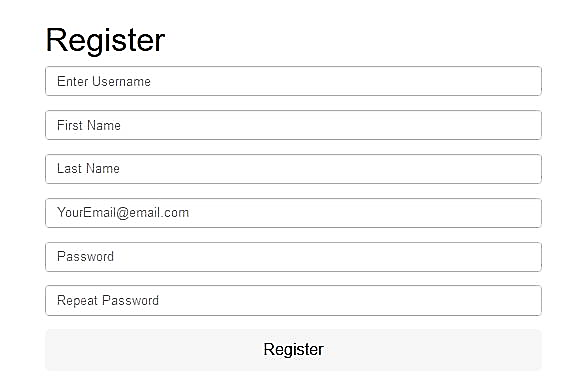 Register
Enter Username
First Name
Last Name
YourEmail@email.com
Password
Repeat Password
Register